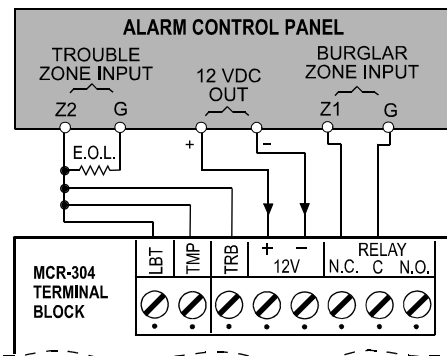 ALARM CONTROL PANEL
TROUBLE
ZONE INPUT
12 VDC
OUT
BURGLAR
ZONE INPUT
Z2 G
Z1 G
E.O.L.
+ –
MCR-304
TERMINAL
BLOCK
LBT
TMP
TRB
+ –
12V
RELAY
N.C. C N.O.